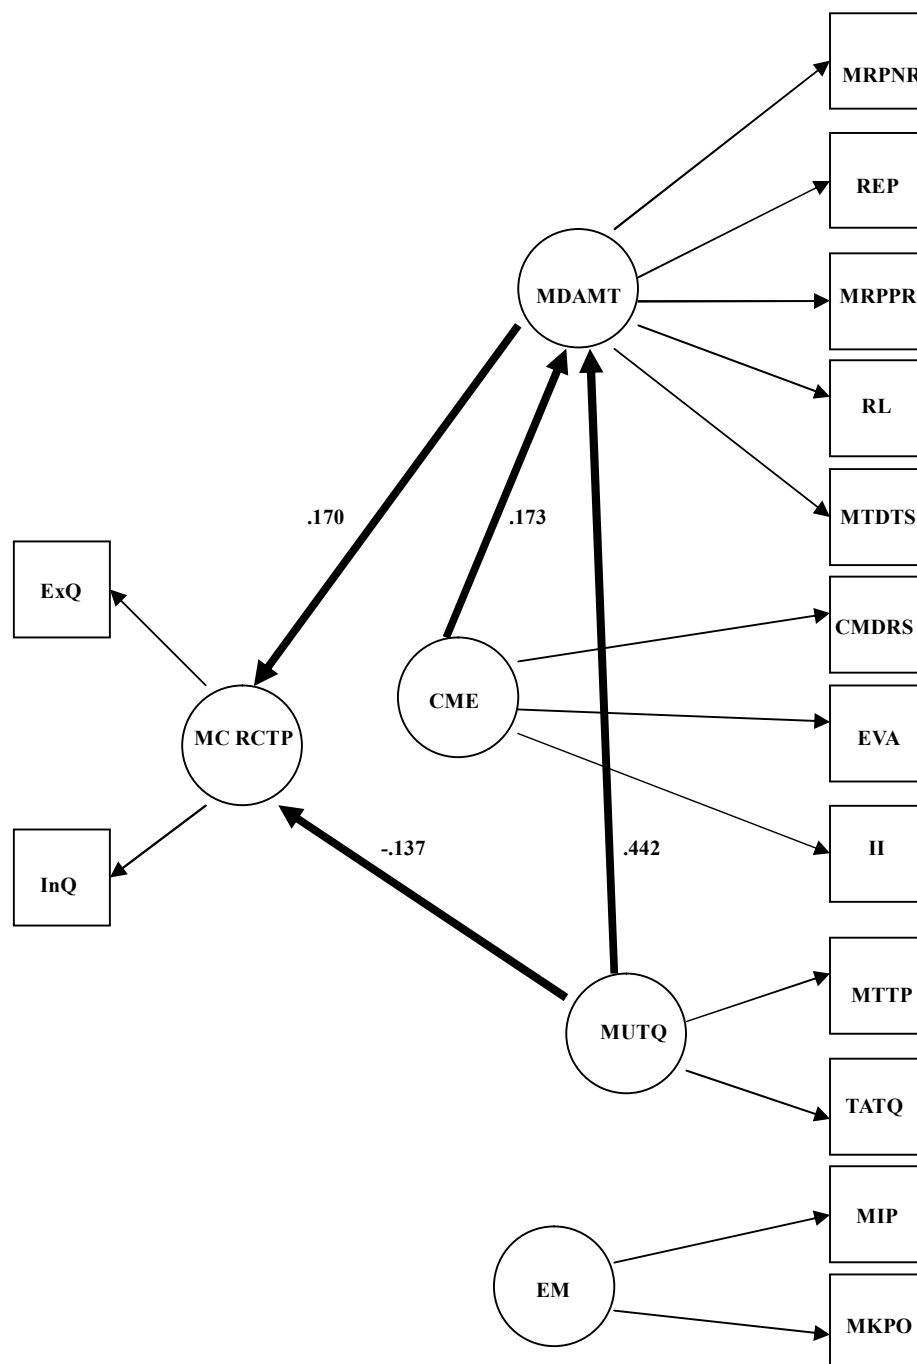 MRPNR
REP
MDAMT
MRPPR
RL
.170
.173
MTDTS
ExQ
CMDRS
CME
MC RCTP
EVA
-.137
.442
II
InQ
MTTP
MUTQ
TATQ
MIP
EM
MKPO